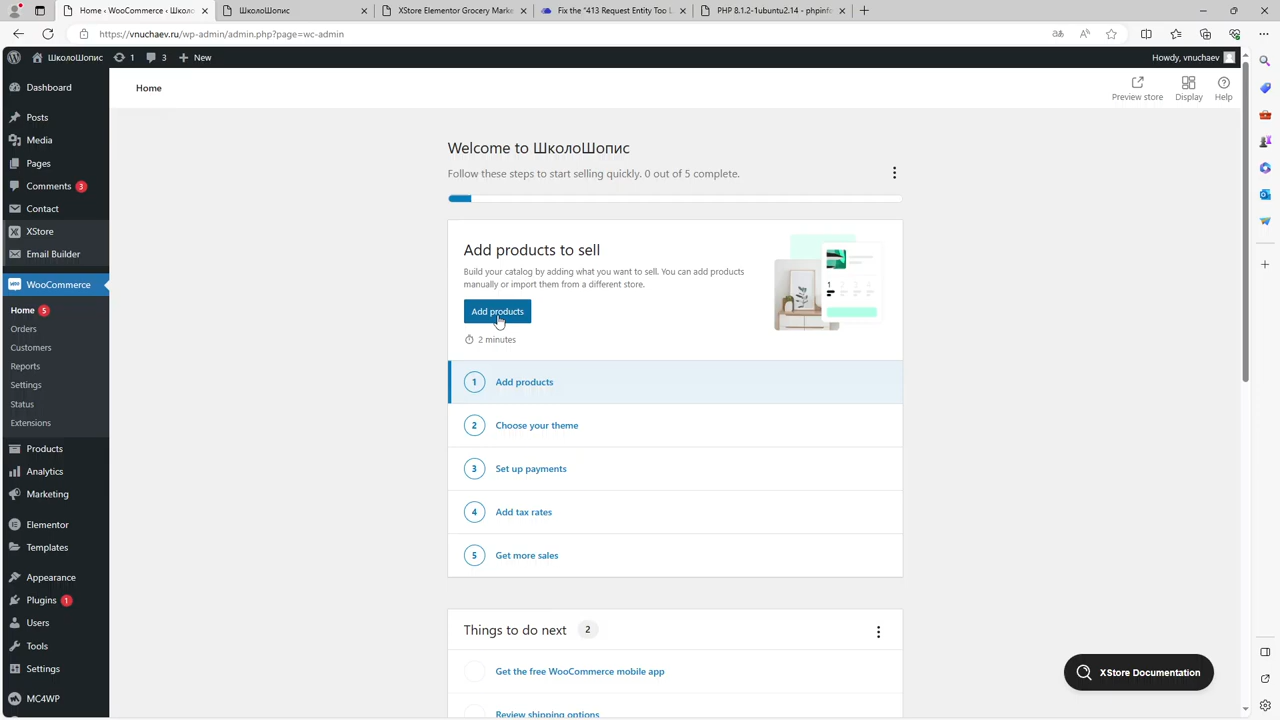 Home ‹ WooCommerce ‹ Школо
ШколоШопис
XStore Elementor Grocery Marke
Fix the "413 Request Entity Too L
PHP 8.1.2-1ubuntu2.14 - phpinf
https://vnuchaev.ru/wp-admin/admin.php?page=wc-admin
ШколоШопис
1
3
New
Howdy, vnuchaev
Dashboard
Posts
Media
Pages
Comments 3
Contact
XStore
Email Builder
WooCommerce
Home 5
Orders
Customers
Reports
Settings
Status
Extensions
Products
Analytics
Marketing
Elementor
Templates
Appearance
Plugins 1
Users
Tools
Settings
MC4WP
Home
Preview store
Display
Help
Welcome to ШколоШопис
Follow these steps to start selling quickly. 0 out of 5 complete.
Add products to sell
Build your catalog by adding what you want to sell. You can add products
manually or import them from a different store.
Add products
2 minutes
1 2 3 4
1 Add products
2 Choose your theme
3 Set up payments
4 Add tax rates
5 Get more sales
Things to do next 2
Get the free WooCommerce mobile app
Review shipping options
XStore Documentation